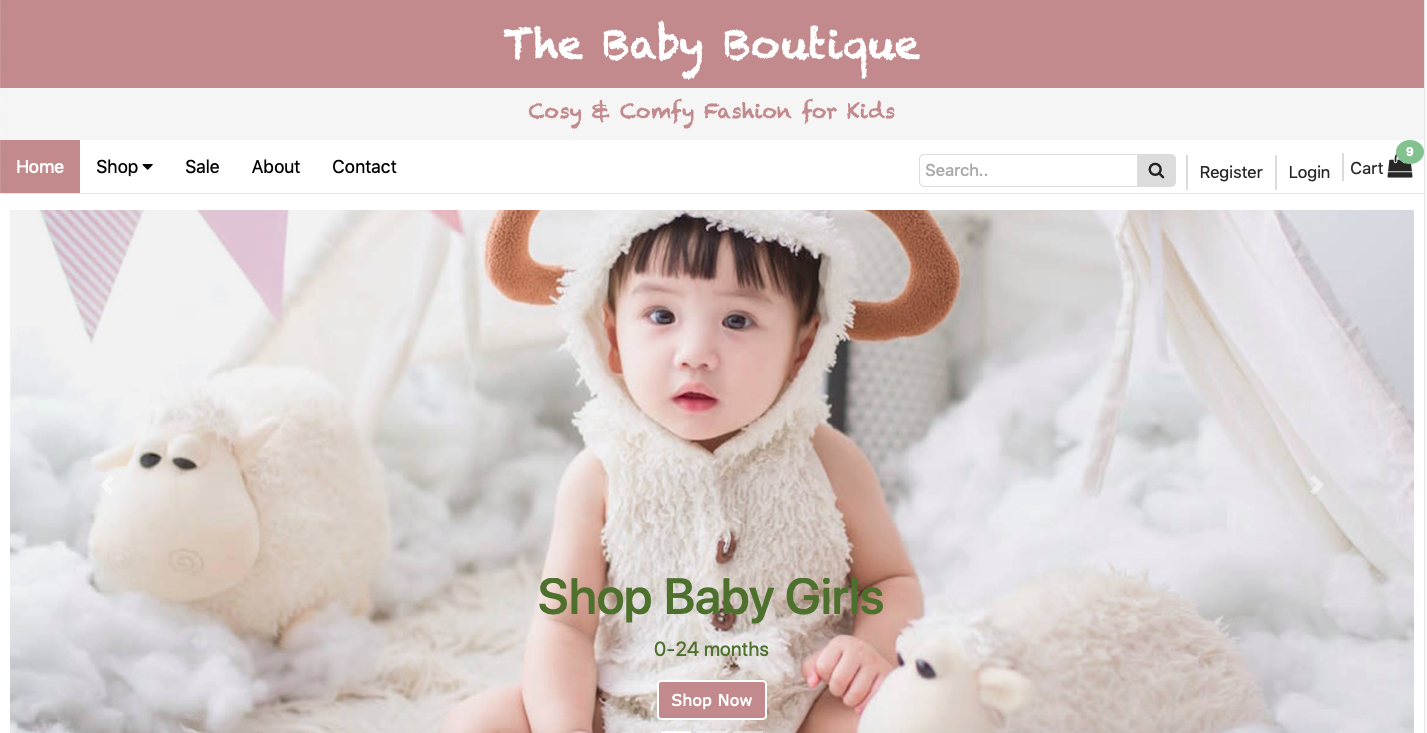 The Baby Boutique
Cosy & Comfy Fashion for Kids
Home Shop Sale About Contact Search.. Register Login Cart 9
Shop Baby Girls
0-24 months
Shop Now